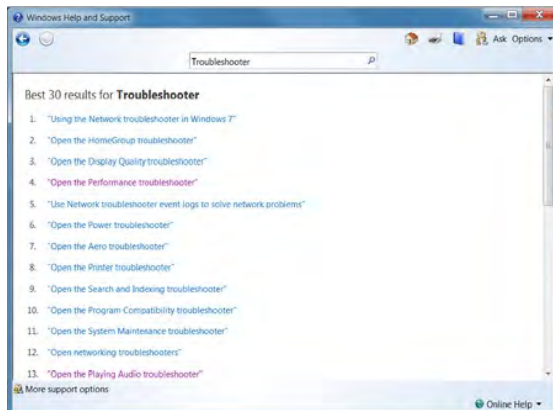 Windows Help and Support
Ask Options
Troubleshooter
Best 30 results for Troubleshooter
1. "Using the Network troubleshooter in Windows 7"
2. "Open the HomeGroup troubleshooter"
3. "Open the Display Quality troubleshooter"
4. "Open the Performance troubleshooter"
5. "Use Network troubleshooter event logs to solve network problems"
6. "Open the Power troubleshooter"
7. "Open the Aero troubleshooter"
8. "Open the Printer troubleshooter"
9. "Open the Search and Indexing troubleshooter"
10. "Open the Program Compatibility troubleshooter"
11. "Open the System Maintenance troubleshooter"
12. "Open networking troubleshooters"
13. "Open the Playing Audio troubleshooter"
More support options
Online Help